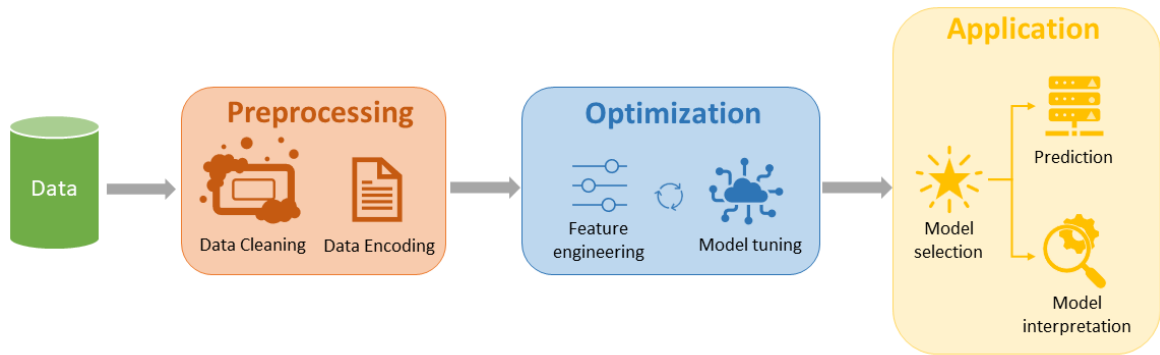 Data
Preprocessing
Data Cleaning
Data Encoding
Optimization
Feature
engineering
Model tuning
Application
Model
selection
Prediction
Model
interpretation